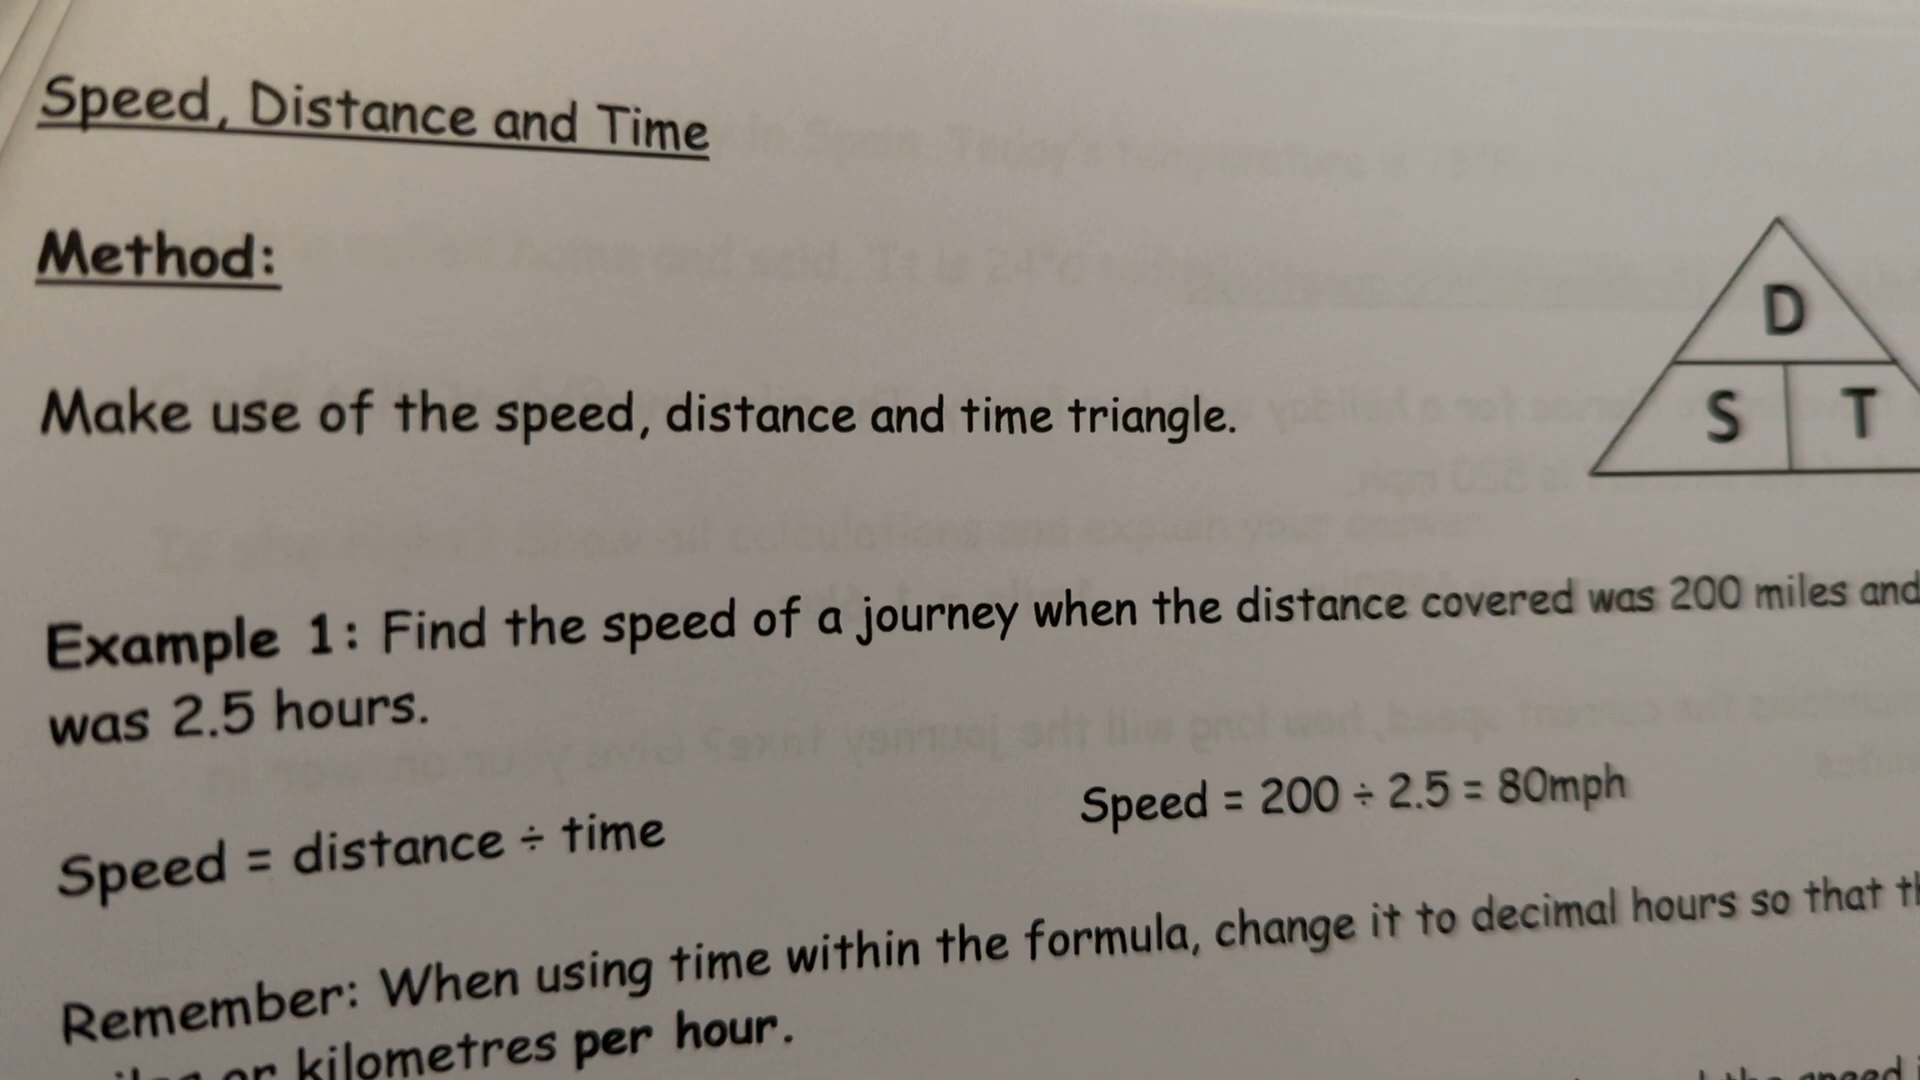 Speed, Distance and Time
Method:
D
S T
Make use of the speed, distance and time triangle.
Example 1: Find the speed of a journey when the distance covered was 200 miles and
was 2.5 hours.
Speed = distance ÷ time
Speed = 200 ÷ 2.5 = 80mph
Remember: When using time within the formula, change it to decimal hours so that
or kilometres per hour.
speed